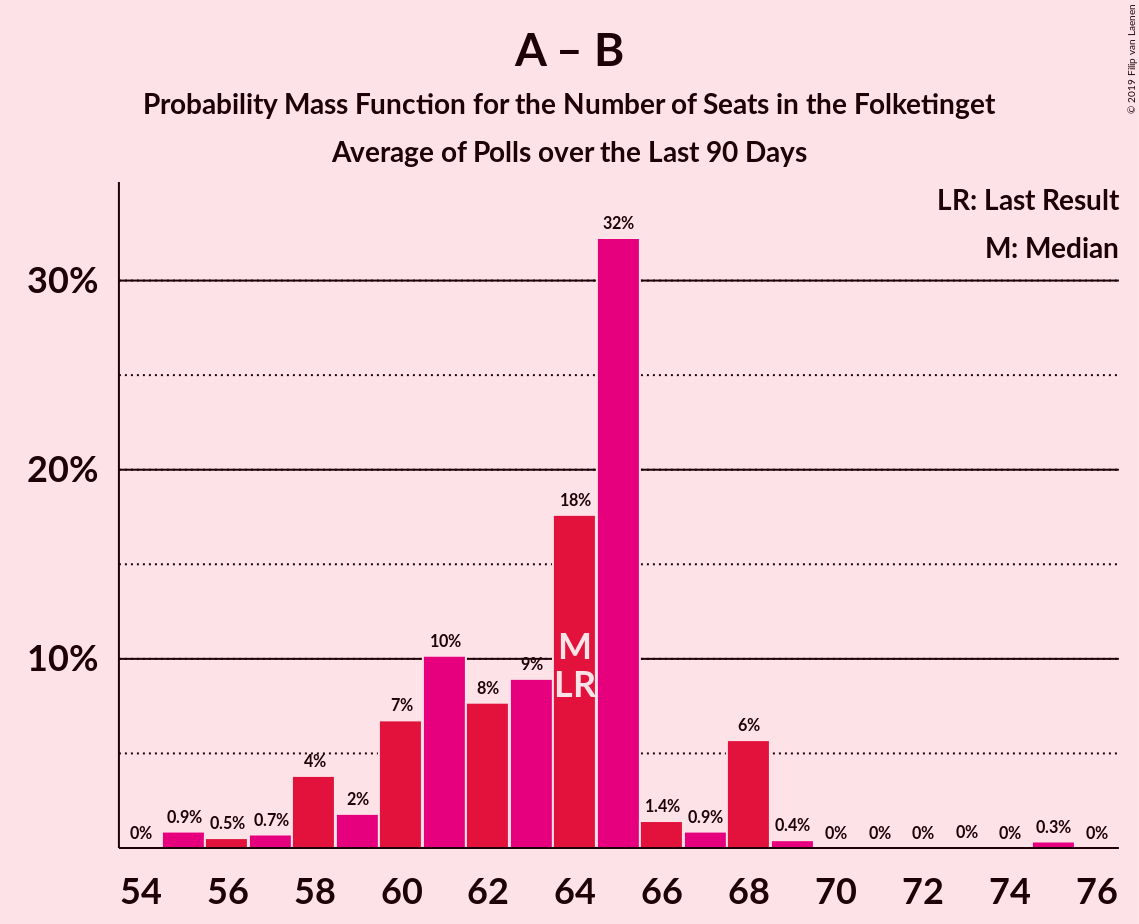 A – B
Probability Mass Function for the Number of Seats in the Folketinget
Average of Polls over the Last 90 Days
© 2019 Filip van Laenen
LR: Last Result
M: Median
30%
20%
10%
0%
0.9%
0.5%
0.7%
4%
2%
7%
10%
8%
9%
18%
32%
1.4%
0.9%
6%
0.4%
0%
0%
0%
0%
0%
0.3%
0%
M
LR
54 56 58 60 62 64 66 68 70 72 74 76